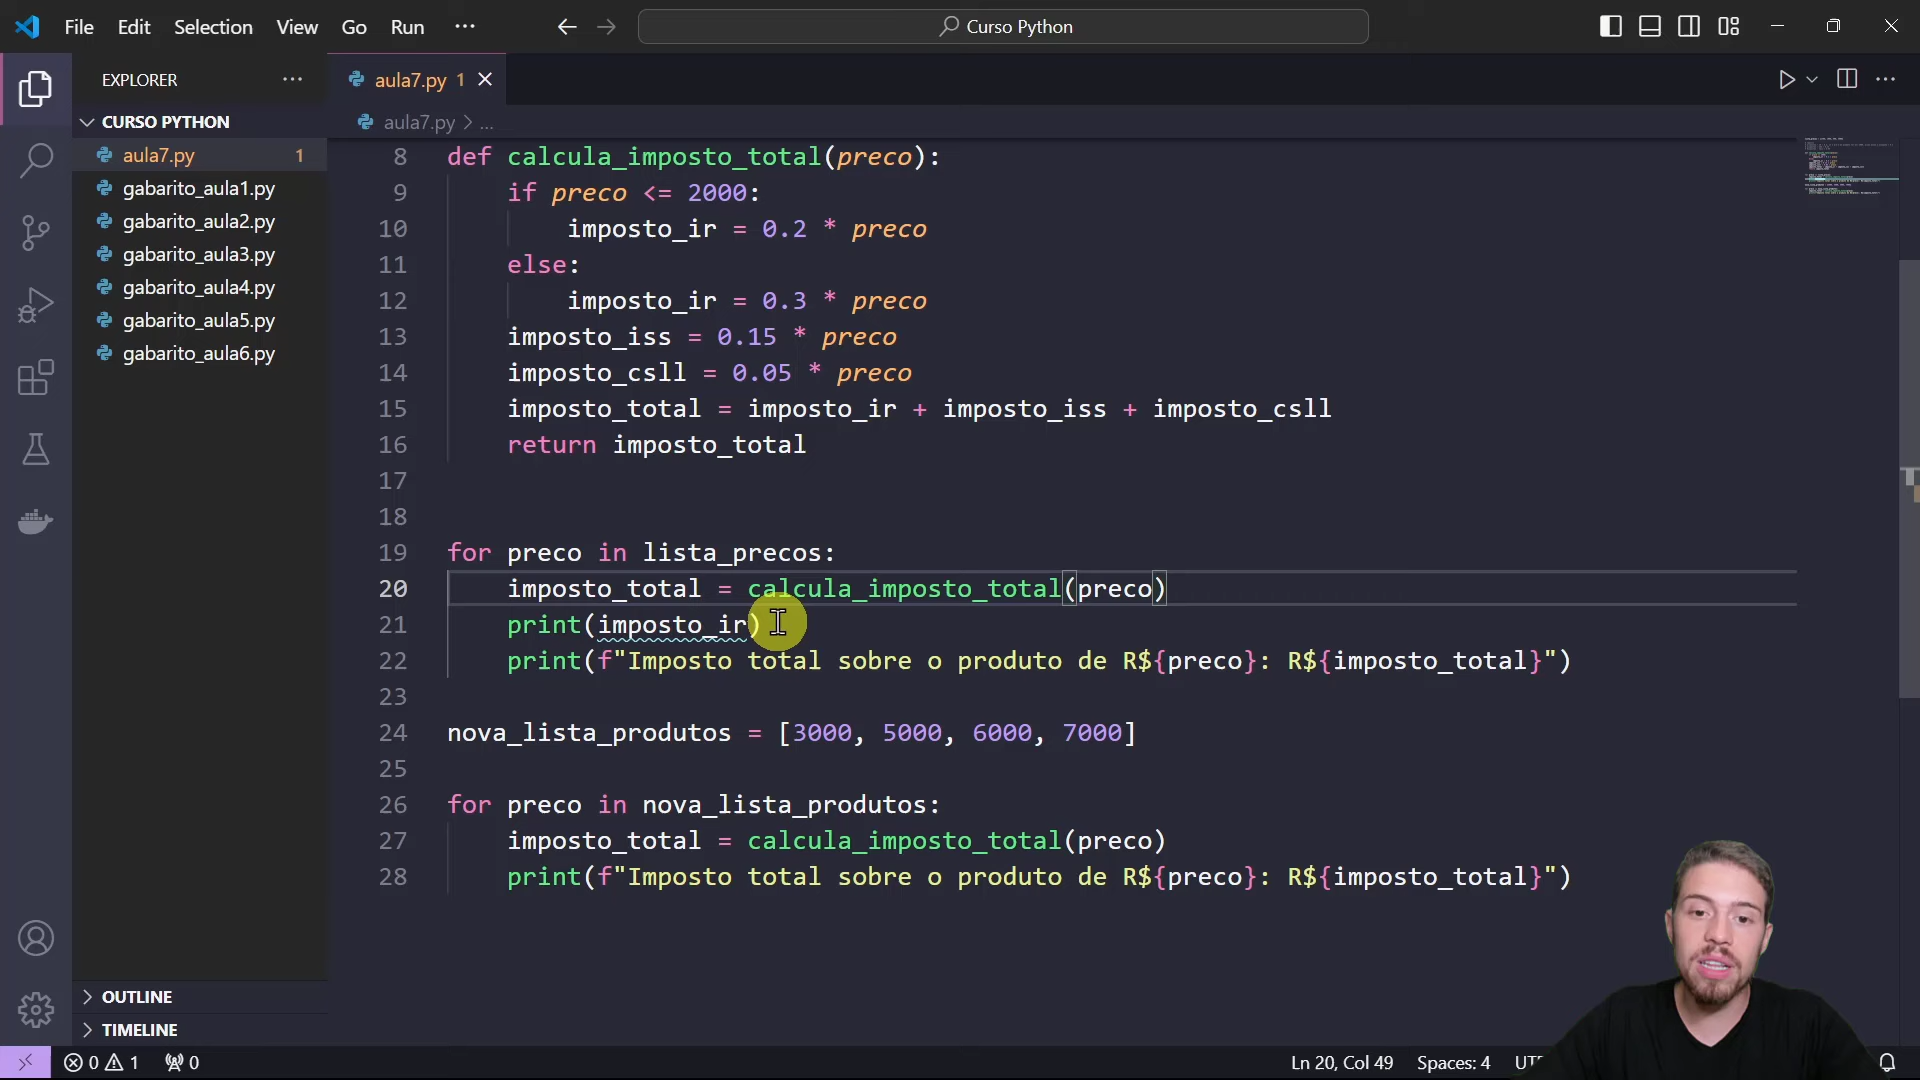 File Edit Selection View Go Run ···
Curso Python
EXPLORER ···
aula7.py 1
CURSO PYTHON
aula7.py 1
gabarito_aula1.py
gabarito_aula2.py
gabarito_aula3.py
gabarito_aula4.py
gabarito_aula5.py
gabarito_aula6.py
OUTLINE
TIMELINE
aula7.py > ...
8 def calcula_imposto_total(preco):
9 if preco <= 2000:
10 imposto_ir = 0.2 * preco
11 else:
12 imposto_ir = 0.3 * preco
13 imposto_iss = 0.15 * preco
14 imposto_csll = 0.05 * preco
15 imposto_total = imposto_ir + imposto_iss + imposto_csll
16 return imposto_total
17
18
19 for preco in lista_precos:
20 imposto_total = calcula_imposto_total(preco)
21 print(imposto_ir)
22 print(f"Imposto total sobre o produto de R${preco}: R${imposto_total}")
23
24 nova_lista_produtos = [3000, 5000, 6000, 7000]
25
26 for preco in nova_lista_produtos:
27 imposto_total = calcula_imposto_total(preco)
28 print(f"Imposto total sobre o produto de R${preco}: R${imposto_total}")
0 1 0
Ln 20, Col 49 Spaces: 4